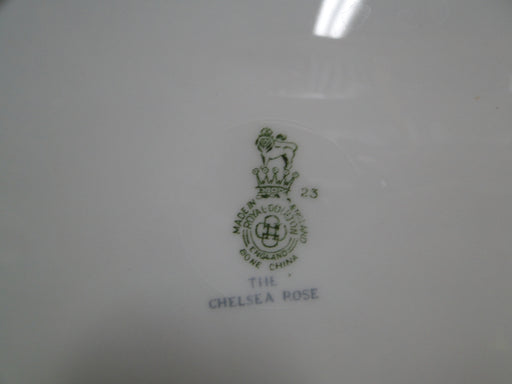 23
MADE IN ENGLAND
ROYAL DOULTON
ENGLAND
BONE CHINA
THE
CHELSEA ROSE